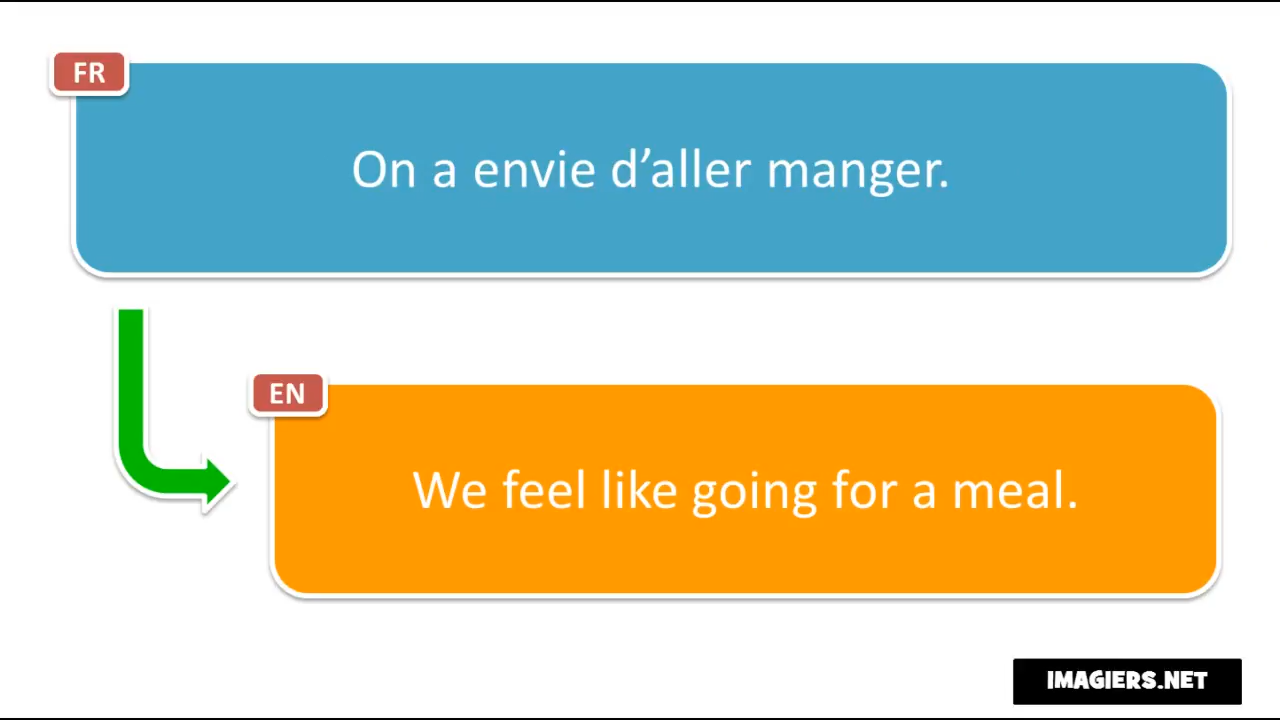 FR
On a envie d’aller manger.
EN
We feel like going for a meal.
IMAGIERS.NET